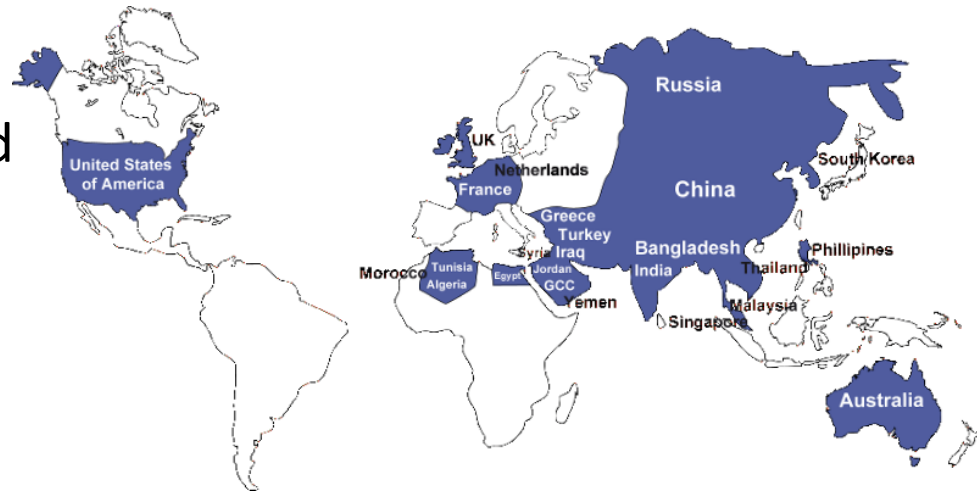 d
United States
of America
UK
Netherlands
France
Russia
South Korea
China
Greece
Turkey
Iraq
Syria
Bangladesh
India
Phillipines
Thailand
Morocco
Tunisia
Algeria
Egypt
Jordan
GCC
Yemen
Malaysia
Singapore
Australia